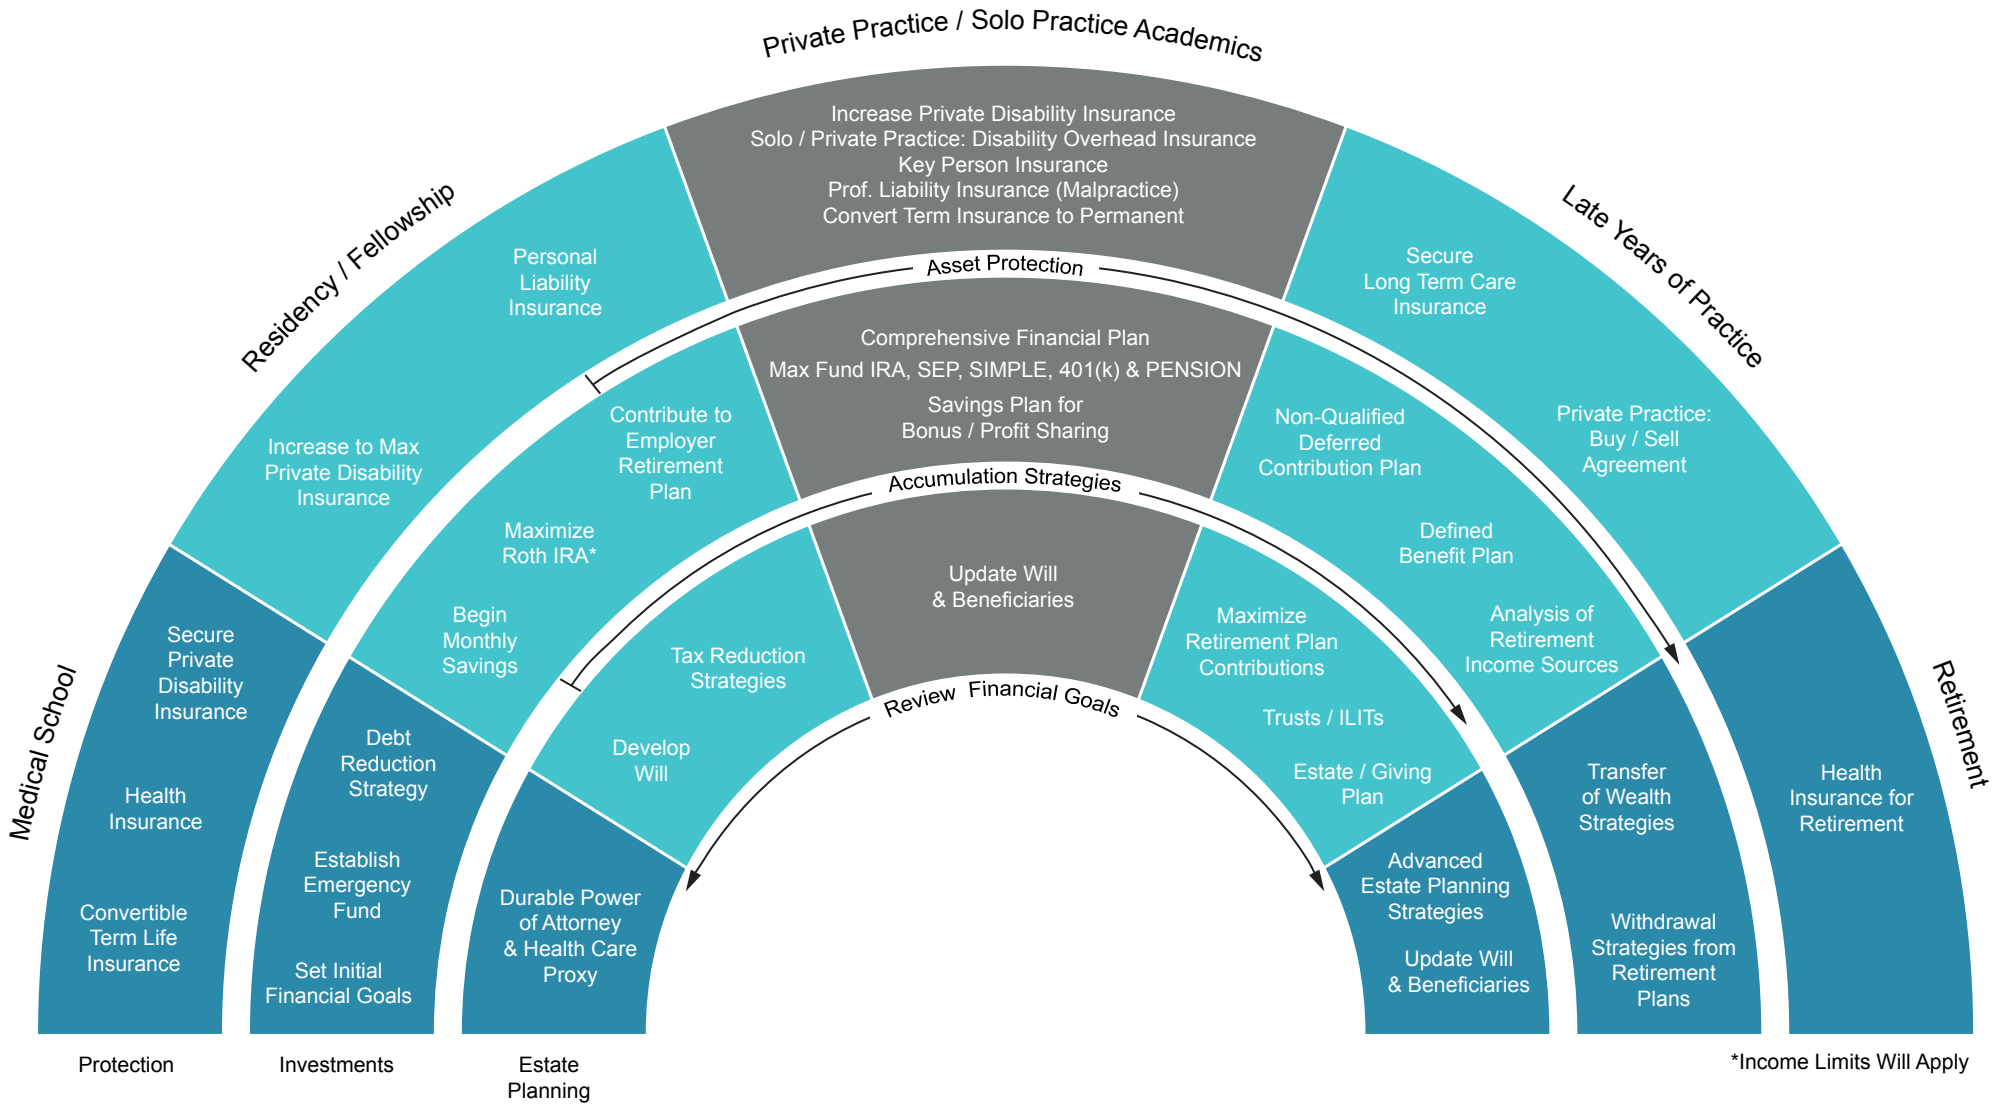 Private Practice / Solo Practice Academics
Residency / Fellowship
Late Years of Practice
Medical School
Retirement
Increase Private Disability Insurance
Solo / Private Practice: Disability Overhead Insurance
Key Person Insurance
Prof. Liability Insurance (Malpractice)
Convert Term Insurance to Permanent
Personal
Liability
Insurance
Increase to Max
Private Disability
Insurance
Secure
Long Term Care
Insurance
Private Practice:
Buy / Sell
Agreement
Secure
Private
Disability
Insurance
Health
Insurance
Convertible
Term Life
Insurance
Health
Insurance for
Retirement
Asset Protection
Comprehensive Financial Plan
Max Fund IRA, SEP, SIMPLE, 401(k) & PENSION
Savings Plan for
Bonus / Profit Sharing
Contribute to
Employer
Retirement
Plan
Maximize
Roth IRA*
Begin
Monthly
Savings
Non-Qualified
Deferred
Contribution Plan
Defined
Benefit Plan
Analysis of
Retirement
Income Sources
Debt
Reduction
Strategy
Establish
Emergency
Fund
Set Initial
Financial Goals
Transfer
of Wealth
Strategies
Withdrawal
Strategies from
Retirement
Plans
Accumulation Strategies
Update Will
& Beneficiaries
Tax Reduction
Strategies
Develop
Will
Maximize
Retirement Plan
Contributions
Trusts / ILITs
Estate / Giving
Plan
Durable Power
of Attorney
& Health Care
Proxy
Advanced
Estate Planning
Strategies
Update Will
& Beneficiaries
Review Financial Goals
Protection
Investments
Estate
Planning
*Income Limits Will Apply